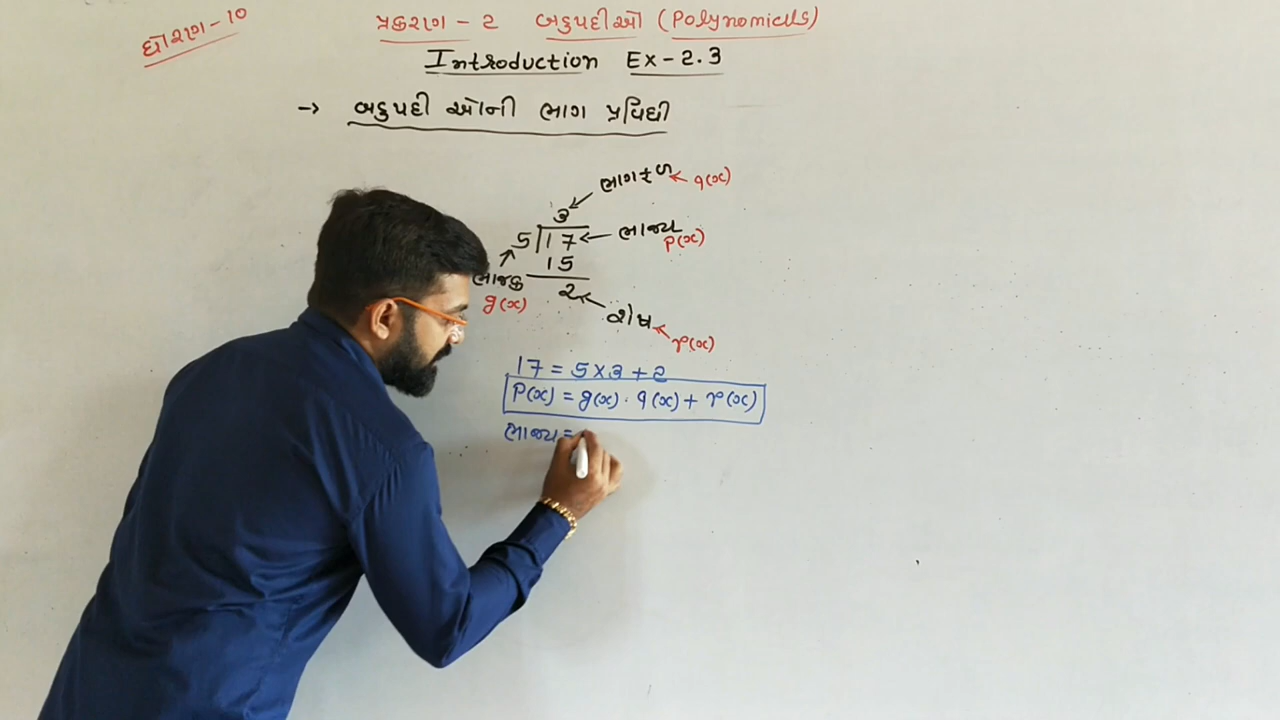 ધોરણ-10
પ્રકરણ - 2 બહુપદીઓ (Polynomials)
Introduction Ex-2.3
→ બહુપદીઓની ભાગ પ્રવિધી
ભાગફળ ← q(x)
3
5 17 ← ભાજ્ય
p(x)
15
ભાજક 2
g(x)
શેષ ← r(x)
17 = 5×3+2
P(x) = g(x) · q(x) + r(x)
ભાજ્ય =